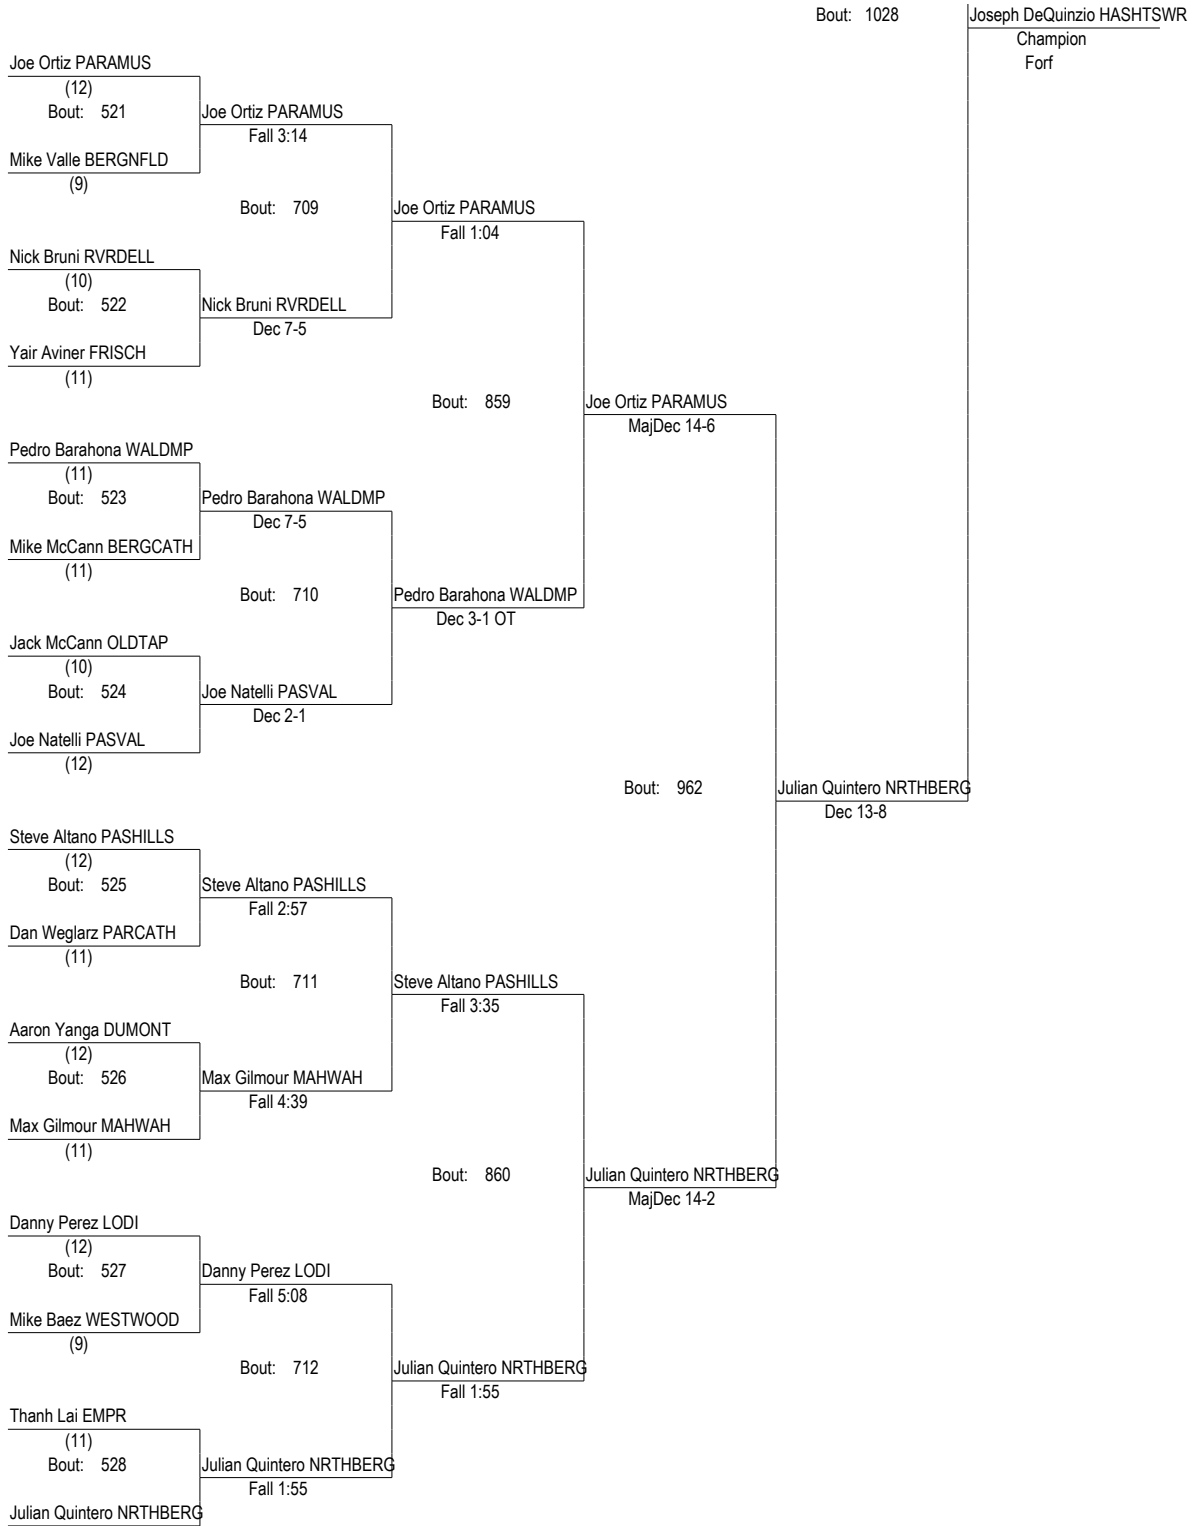 Bout: 1028 Joseph DeQuinzio HASHTSWR
Champion
Joe Ortiz PARAMUS Forf
(12)
Bout: 521 Joe Ortiz PARAMUS
Fall 3:14
Mike Valle BERGNFLD
(9)
Bout: 709 Joe Ortiz PARAMUS
Fall 1:04
Nick Bruni RVRDELL
(10)
Bout: 522 Nick Bruni RVRDELL
Dec 7-5
Yair Aviner FRISCH
(11)
Bout: 859 Joe Ortiz PARAMUS
MajDec 14-6
Pedro Barahona WALDMP
(11)
Bout: 523 Pedro Barahona WALDMP
Dec 7-5
Mike McCann BERGCATH
(11)
Bout: 710 Pedro Barahona WALDMP
Dec 3-1 OT
Jack McCann OLDTAP
(10)
Bout: 524 Joe Natelli PASVAL
Dec 2-1
Joe Natelli PASVAL
(12)
Bout: 962 Julian Quintero NRTHBERG
Dec 13-8
Steve Altano PASHILLS
(12)
Bout: 525 Steve Altano PASHILLS
Fall 2:57
Dan Weglarz PARCATH
(11)
Bout: 711 Steve Altano PASHILLS
Fall 3:35
Aaron Yanga DUMONT
(12)
Bout: 526 Max Gilmour MAHWAH
Fall 4:39
Max Gilmour MAHWAH
(11)
Bout: 860 Julian Quintero NRTHBERG
MajDec 14-2
Danny Perez LODI
(12)
Bout: 527 Danny Perez LODI
Fall 5:08
Mike Baez WESTWOOD
(9)
Bout: 712 Julian Quintero NRTHBERG
Fall 1:55
Thanh Lai EMPR
(11)
Bout: 528 Julian Quintero NRTHBERG
Fall 1:55
Julian Quintero NRTHBERG